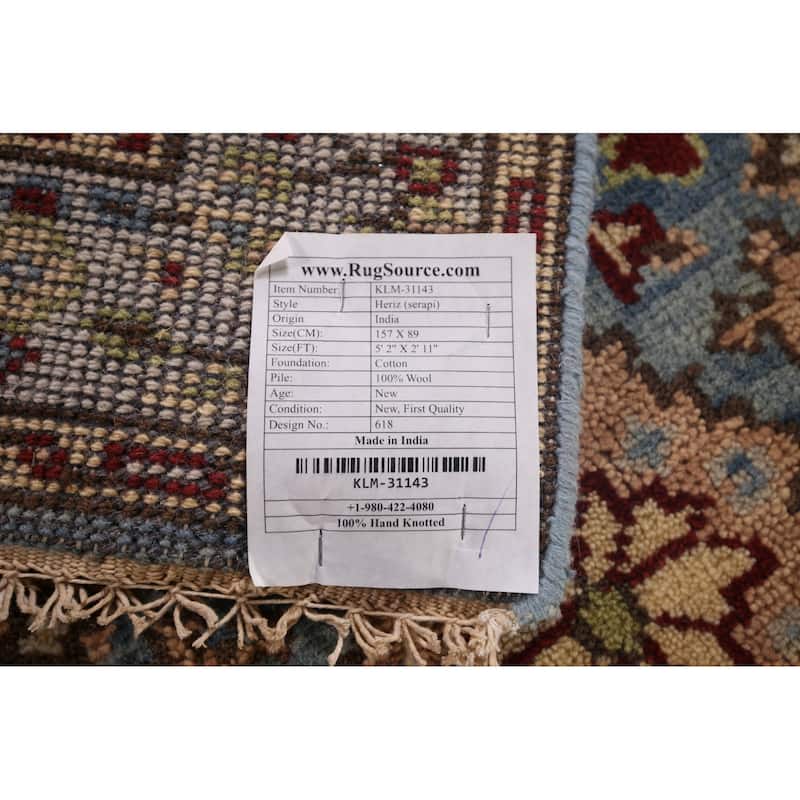 www.RugSource.com
Item Number: KLM-31143
Style Heriz (serapi)
Origin India
Size(CM): 157 X 89
Size(FT): 5' 2" X 2' 11"
Foundation: Cotton
Pile: 100% Wool
Age: New
Condition: New, First Quality
Design No.: 618
Made in India
KLM-31143
+1-980-422-4080
100% Hand Knotted